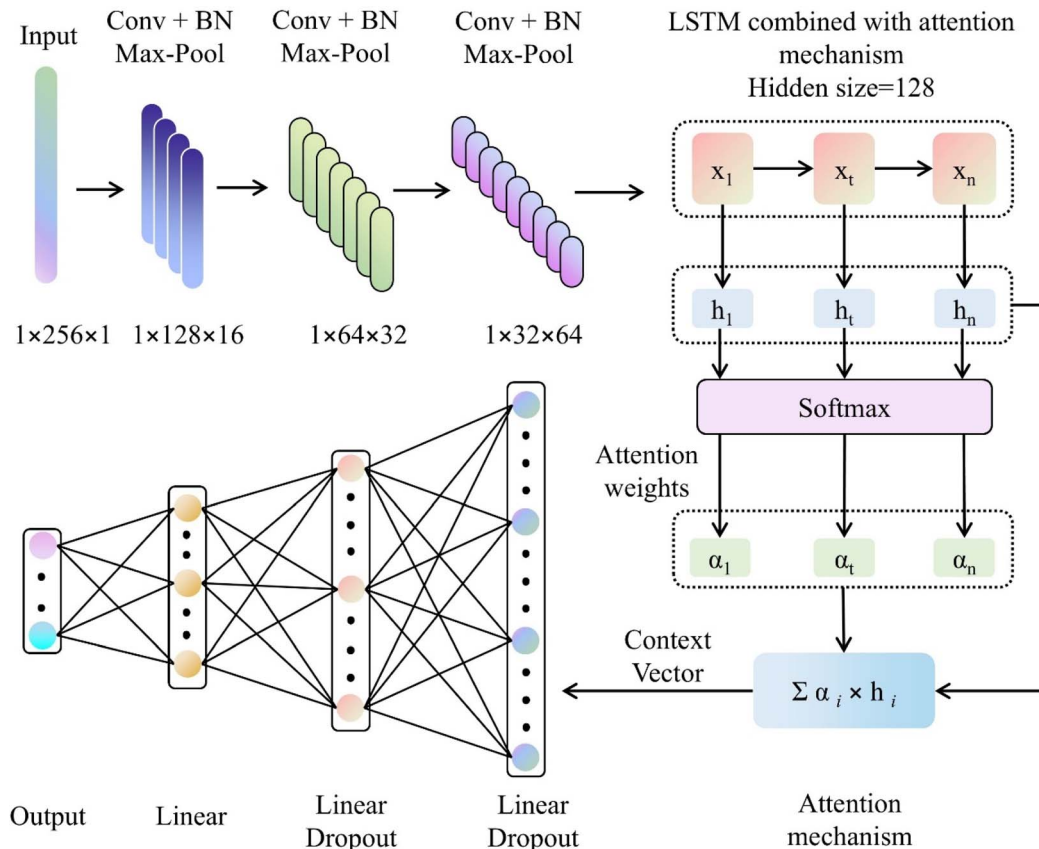 Input
Conv + BN
Max-Pool
Conv + BN
Max-Pool
Conv + BN
Max-Pool
LSTM combined with attention
mechanism
Hidden size=128
x₁
xₜ
xₙ
h₁
hₜ
hₙ
1×256×1
1×128×16
1×64×32
1×32×64
Softmax
Attention
weights
α₁
αₜ
αₙ
Context
Vector
Σ α ᵢ × h ᵢ
Output
Linear
Linear
Dropout
Linear
Dropout
Attention
mechanism